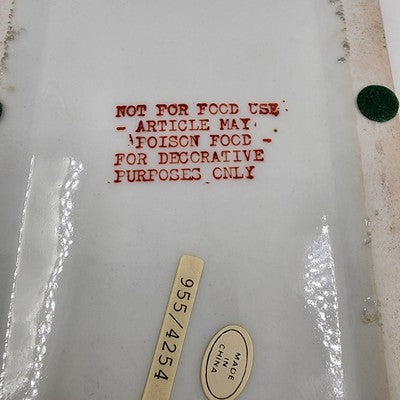 NOT FOR FOOD USE
- ARTICLE MAY
POISON FOOD -
FOR DECORATIVE
PURPOSES ONLY
955/4254
MADE
IN
CHINA